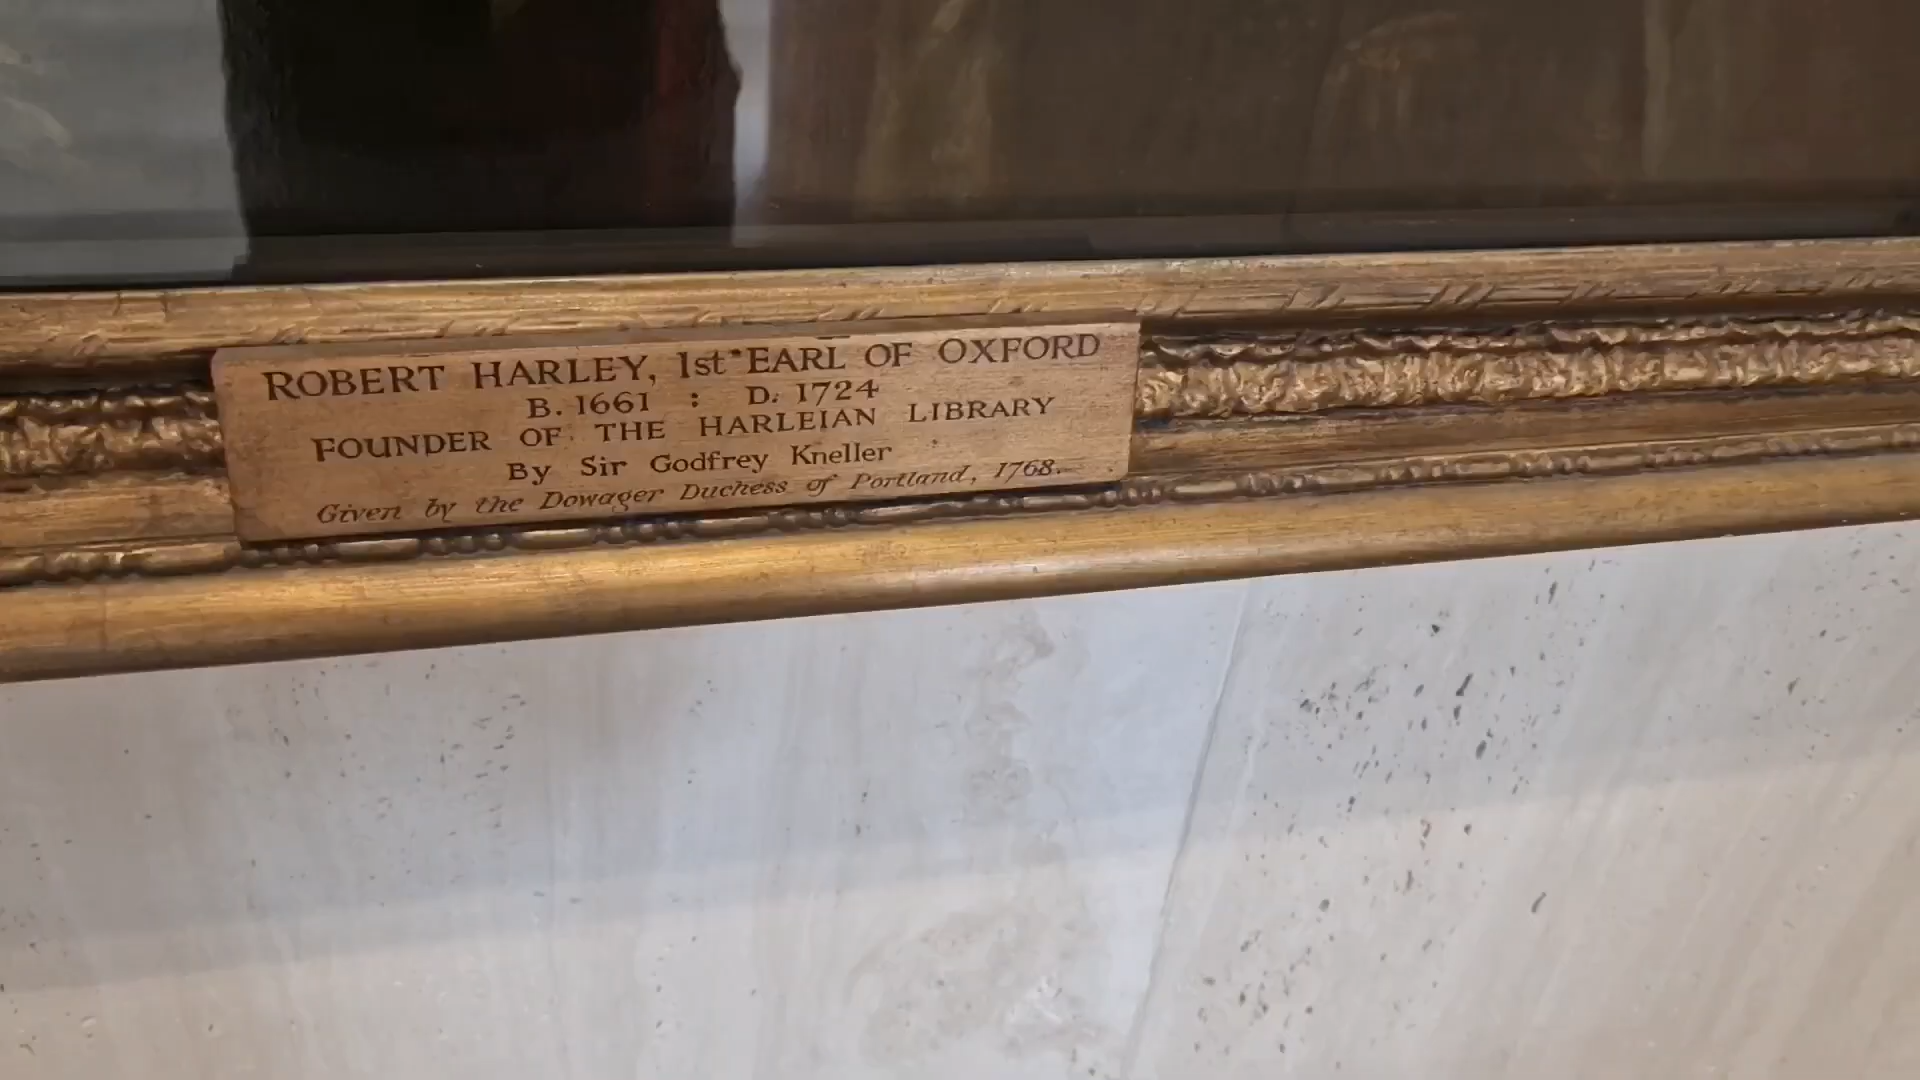 ROBERT HARLEY, 1st EARL OF OXFORD
B. 1661 : D. 1724
FOUNDER OF THE HARLEIAN LIBRARY
By Sir Godfrey Kneller
Given by the Dowager Duchess of Portland, 1768.